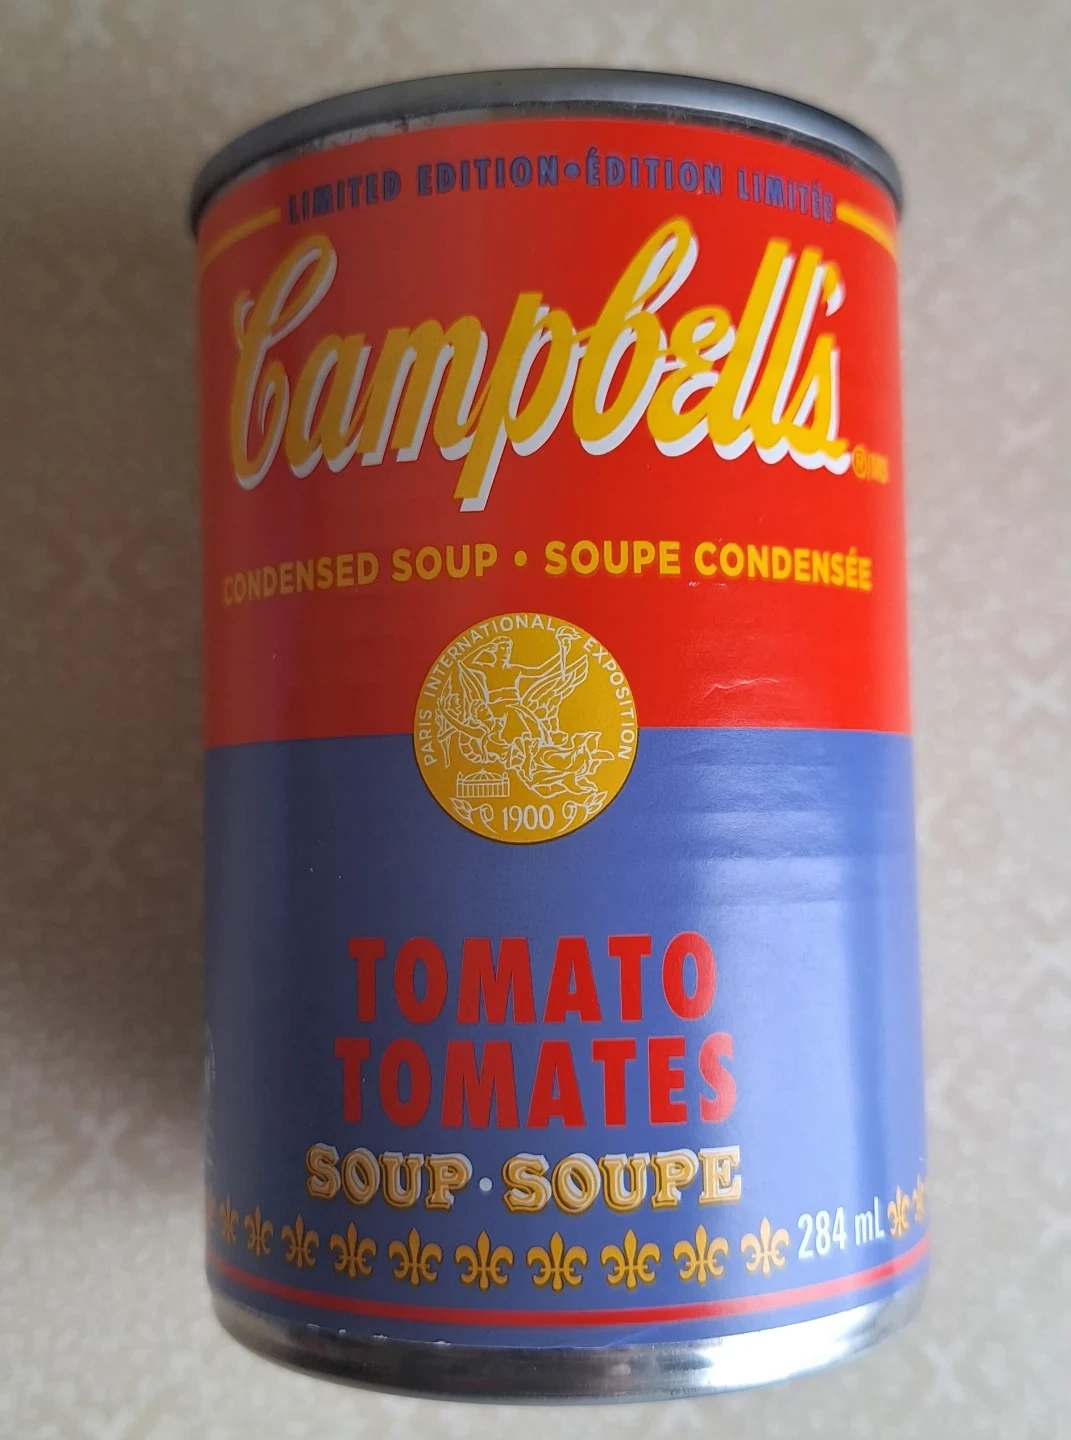 LIMITED EDITION•ÉDITION LIMITÉE
Campbell's® MD
CONDENSED SOUP • SOUPE CONDENSÉE
PARIS INTERNATIONAL EXPOSITION
1900
TOMATO
TOMATES
SOUP•SOUPE
284 mL